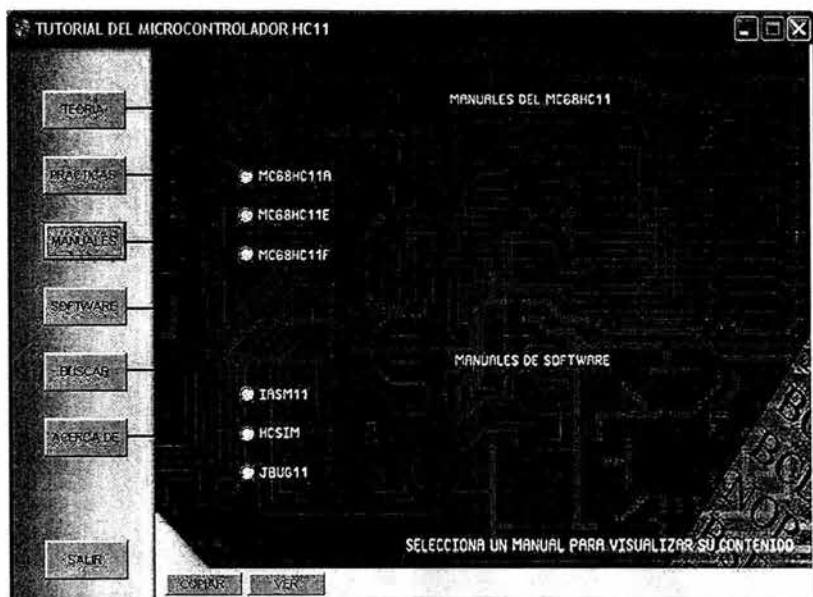 TUTORIAL DEL MICROCONTROLADOR HC11
TEORIA
PRACTICAS
MANUALES
SOFTWARE
BUSCAR
ACERCA DE
SALIR
MANUALES DEL MC68HC11
MC68HC11A
MC68HC11E
MC68HC11F
MANUALES DE SOFTWARE
IASM11
HCSIM
JBUG11
SELECCIONA UN MANUAL PARA VISUALIZAR SU CONTENIDO
COPIAR VER